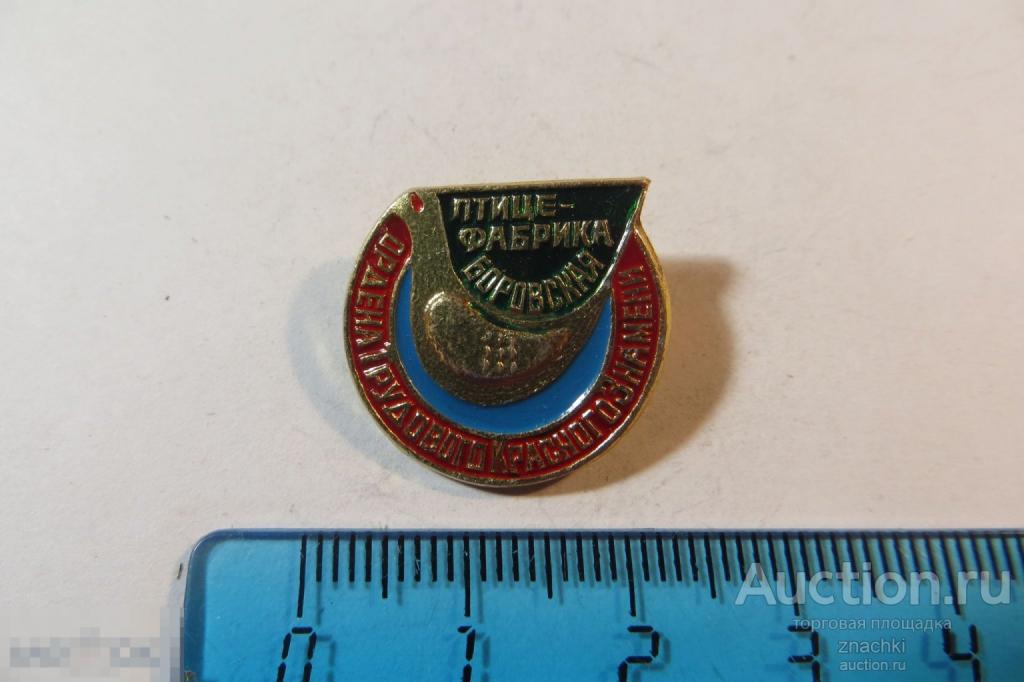 ПТИЦЕ-
ФАБРИКА
БОРОВСКАЯ
ОРДЕНА ТРУДОВОГО КРАСНОГО ЗНАМЕНИ
0 1 2 3 4
Auction.ru
торговая площадка
znachki
auction.ru